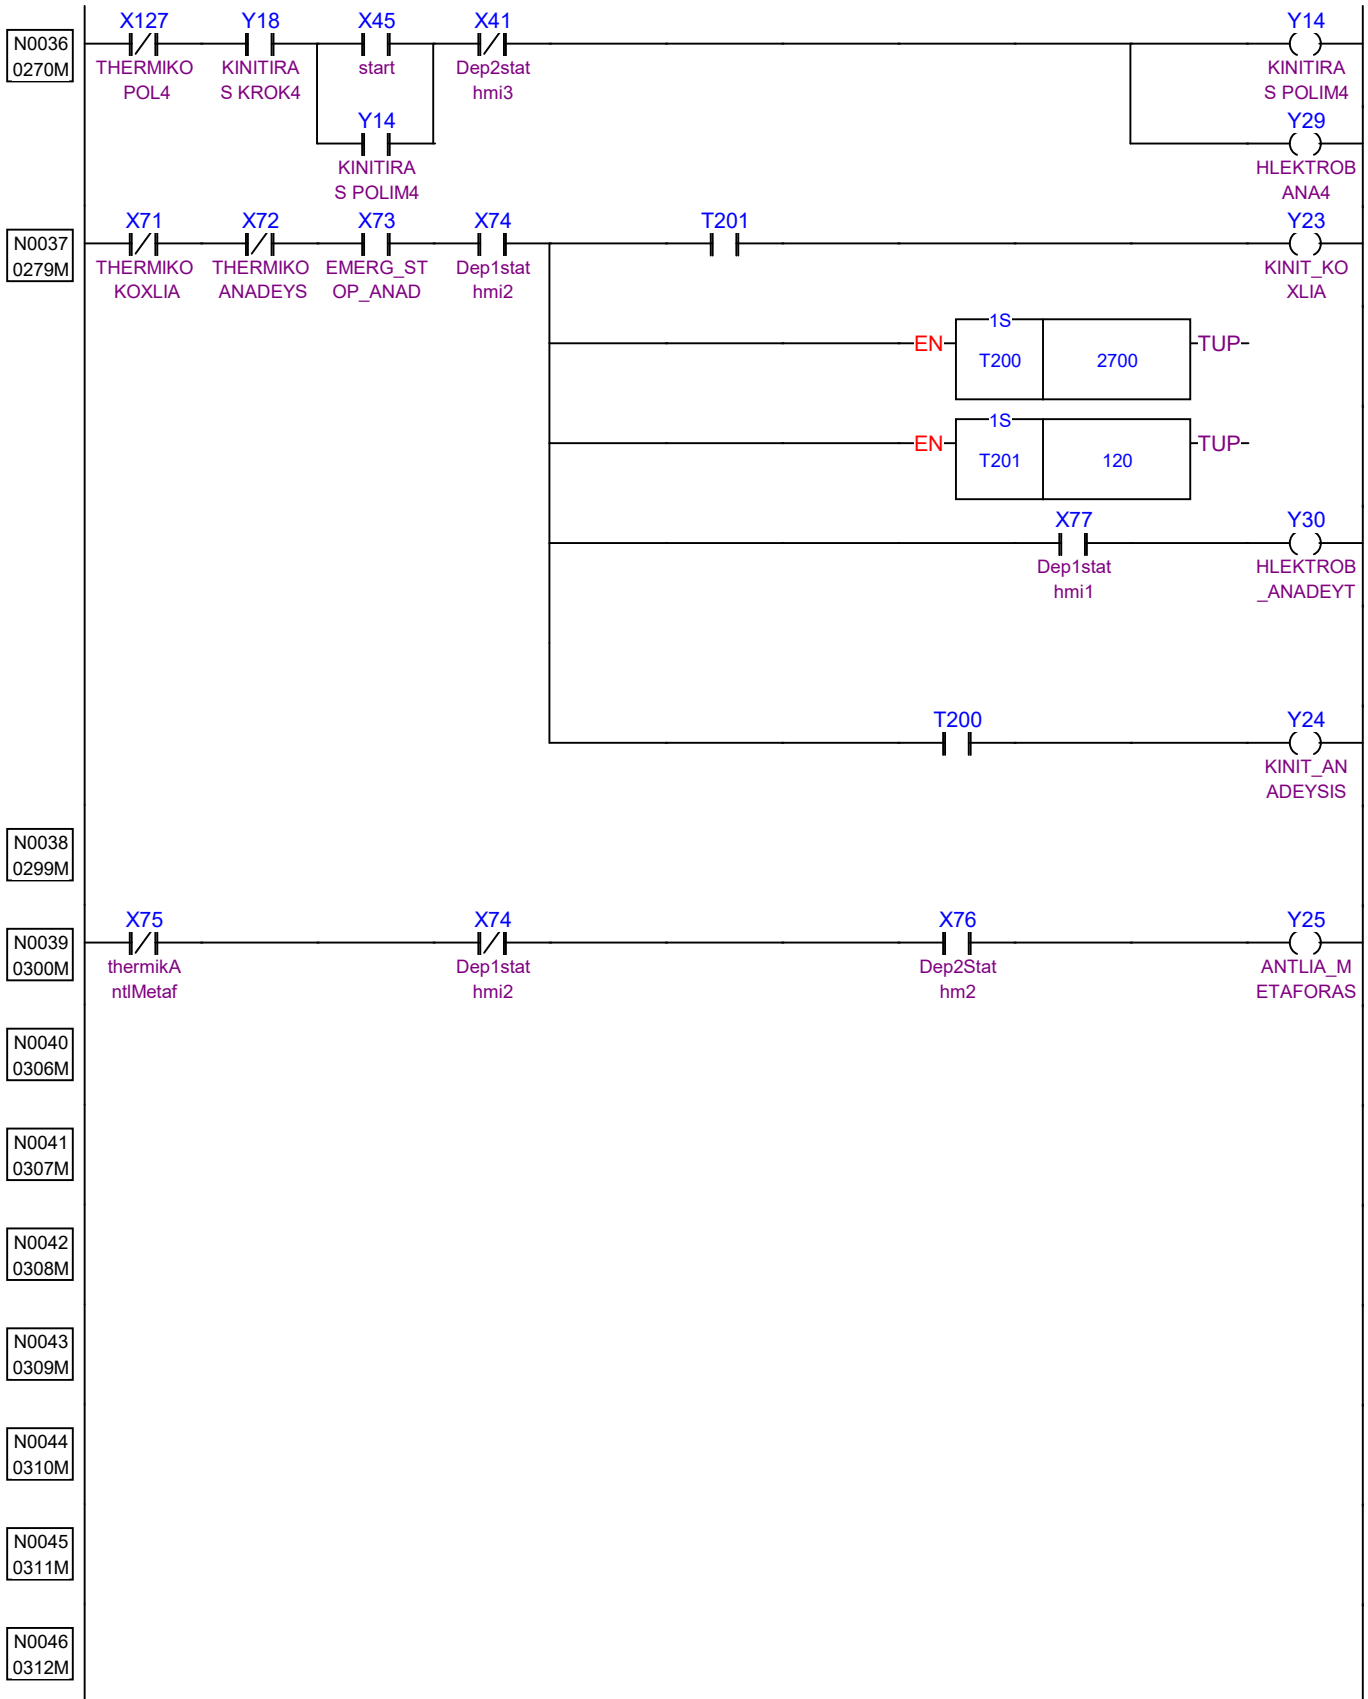 X127 Y18 X45 X41 Y14
N0036
0270M
THERMIKO KINITIRA start Dep2stat KINITIRA
POL4 S KROK4 hmi3 S POLIM4
Y14 Y29
KINITIRA HLEKTROB
S POLIM4 ANA4
X71 X72 X73 X74 T201 Y23
N0037
0279M
THERMIKO THERMIKO EMERG_ST Dep1stat KINIT_KO
KOXLIA ANADEYS OP_ANAD hmi2 XLIA
1S
EN TUP
T200 2700
1S
EN TUP
T201 120
X77 Y30
Dep1stat HLEKTROB
hmi1 _ANADEYT
T200 Y24
KINIT_AN
ADEYSIS
N0038
0299M
X75 X74 X76 Y25
N0039
0300M
thermikA Dep1stat Dep2Stat ANTLIA_M
ntlMetaf hmi2 hm2 ETAFORAS
N0040
0306M
N0041
0307M
N0042
0308M
N0043
0309M
N0044
0310M
N0045
0311M
N0046
0312M